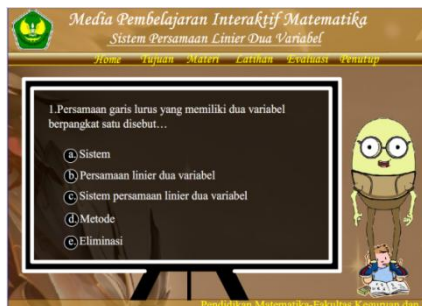 Media Pembelajaran Interaktif Matematika
Sistem Persamaan Linier Dua Variabel
Home Tujuan Materi Latihan Evaluasi Penutup
1.Persamaan garis lurus yang memiliki dua variabel
berpangkat satu disebut…
a. Sistem
b. Persamaan linier dua variabel
c. Sistem persamaan linier dua variabel
d. Metode
e. Eliminasi
Pendidikan Matematika-Fakultas Keguruan dan